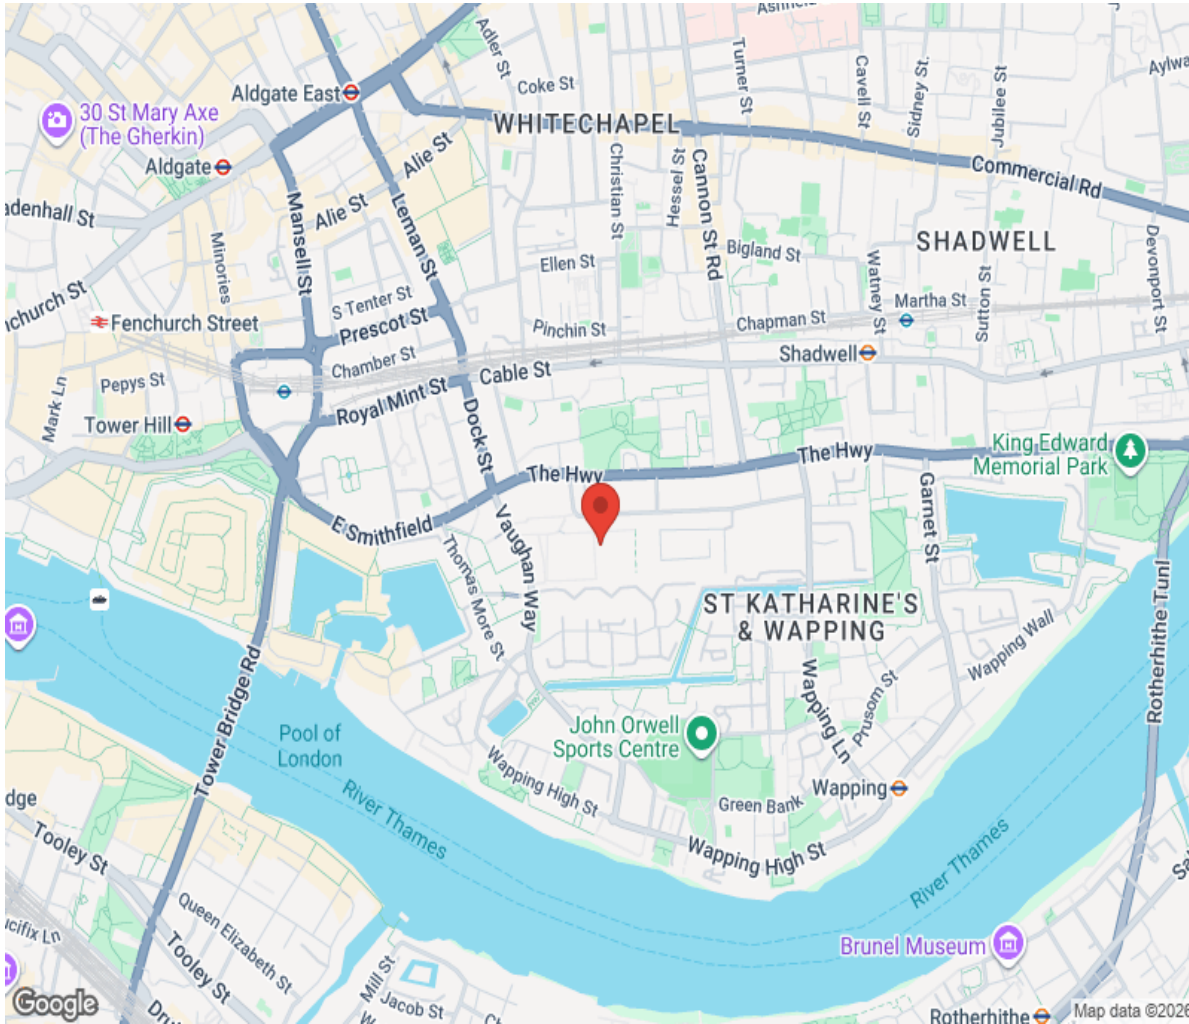 Ashfield
Adler St
Coke St
Turner St
Cavell St
Sidney St.
Jubilee St
Aylwa
Aldgate East
30 St Mary Axe
(The Gherkin)
WHITECHAPEL
Aldgate
Alie St
Alie St
Commercial Rd
Christian St
Hessel St
Cannon St Rd
adenhall St
Mansell St
Leman St
Minories
Bigland St
SHADWELL
Watney St
Devonport St
Ellen St
nchurch St
S Tenter St
Martha St
Sutton St
Fenchurch Street
Prescot St
Pinchin St
Chapman St
Chamber St
Shadwell
Pepys St
Cable St
Mark Ln
Royal Mint St
Tower Hill
Dock St
The Hwy
The Hwy
King Edward
Memorial Park
Garnet St
E Smithfield
Vaughan Way
Thomas More St
ST KATHARINE'S
& WAPPING
Wapping Wall
Rotherhithe Tunl
Tower Bridge Rd
Wapping Ln
Prusom St
Pool of
London
John Orwell
Sports Centre
Wapping High St
Wapping
Green Bank
River Thames
Wapping High St
River Thames
dge
Tooley St
Queen Elizabeth St
Tooley St
ucifix Ln
Mill St
Jacob St
Brunel Museum
Rotherhithe
Google
Map data ©2026